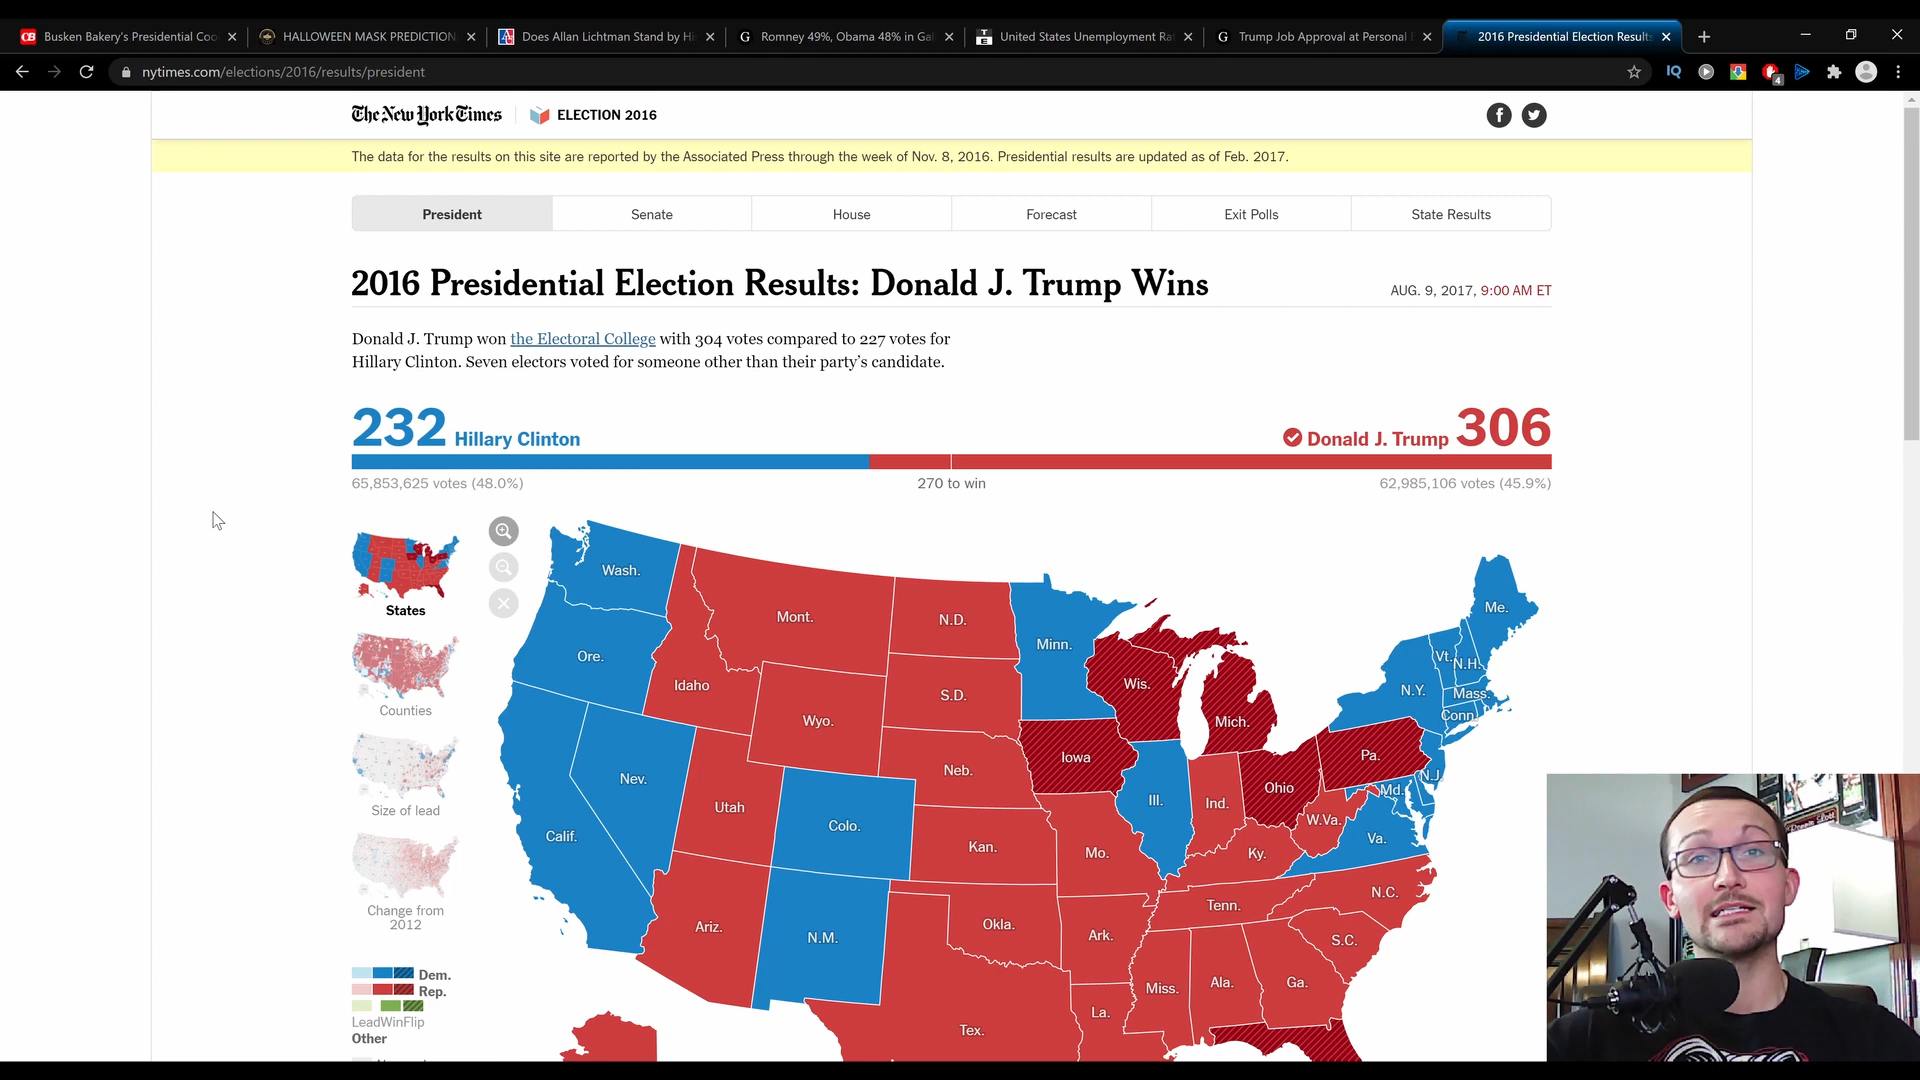 Busken Bakery's Presidential Coo
HALLOWEEN MASK PREDICTION
Does Allan Lichtman Stand by Hi
Romney 49%, Obama 48% in Gal
United States Unemployment Ra
Trump Job Approval at Personal
2016 Presidential Election Results
nytimes.com/elections/2016/results/president
IQ
4
The New York Times
ELECTION 2016
The data for the results on this site are reported by the Associated Press through the week of Nov. 8, 2016. Presidential results are updated as of Feb. 2017.
President
Senate
House
Forecast
Exit Polls
State Results
2016 Presidential Election Results: Donald J. Trump Wins
AUG. 9, 2017, 9:00 AM ET
Donald J. Trump won the Electoral College with 304 votes compared to 227 votes for
Hillary Clinton. Seven electors voted for someone other than their party's candidate.
232 Hillary Clinton
Donald J. Trump 306
65,853,625 votes (48.0%)
270 to win
62,985,106 votes (45.9%)
States
Counties
Size of lead
Change from
2012
Dem.
Rep.
LeadWinFlip
Other
Wash.
Mont.
N.D.
Minn.
Me.
Ore.
Idaho
S.D.
Wis.
Vt.
N.H.
Wyo.
Mich.
N.Y.
Mass.
Conn.
Iowa
Pa.
Nev.
Neb.
N.J.
Utah
Ill.
Ind.
Ohio
Md.
Calif.
Colo.
Kan.
Mo.
W.Va.
Va.
Ky.
N.C.
Tenn.
Ariz.
N.M.
Okla.
Ark.
S.C.
Miss.
Ala.
Ga.
La.
Tex.